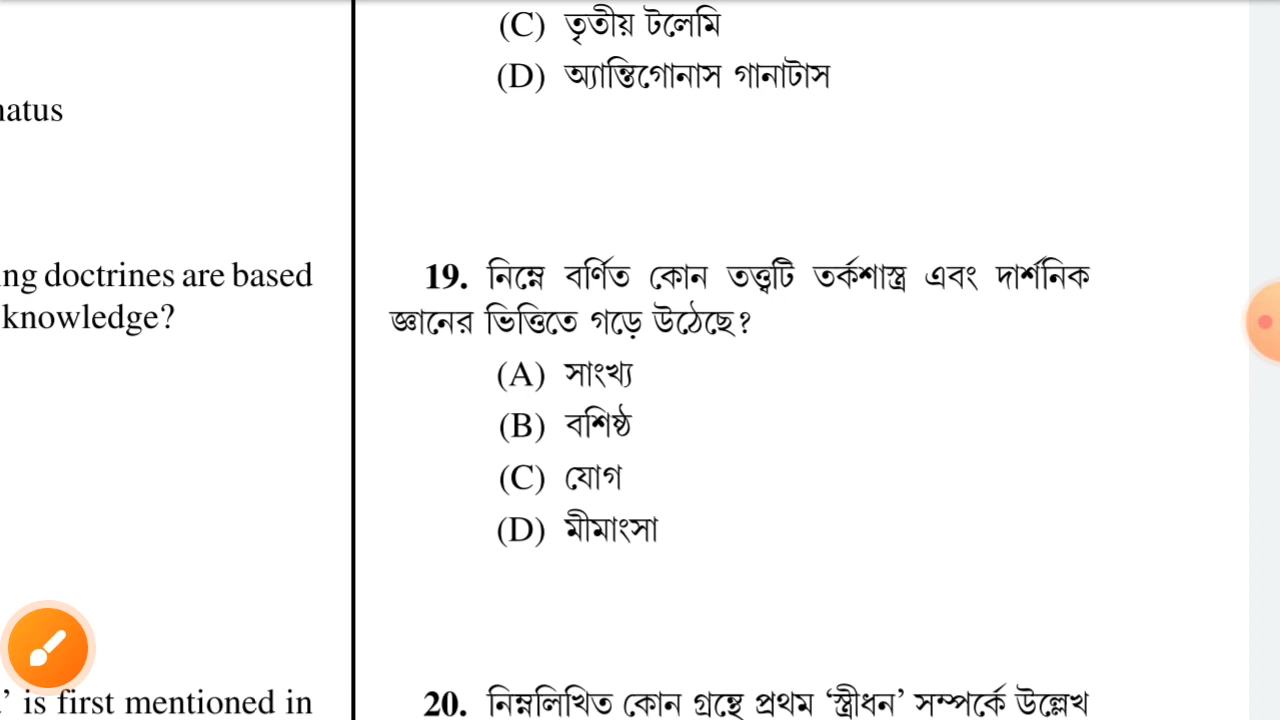 (C) তৃতীয় টলেমি
(D) অ্যান্তিগোনাস গানাটাস
natus
ng doctrines are based
knowledge?
19. নিম্নে বর্ণিত কোন তত্ত্বটি তর্কশাস্ত্র এবং দার্শনিক
জ্ঞানের ভিত্তিতে গড়ে উঠেছে?
(A) সাংখ্য
(B) বশিষ্ঠ
(C) যোগ
(D) মীমাংসা
’ is first mentioned in
20. নিম্নলিখিত কোন গ্রন্থে প্রথম ‘স্ত্রীধন’ সম্পর্কে উল্লেখ